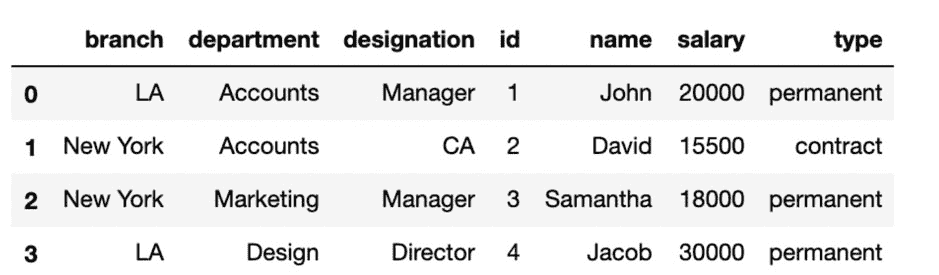 branch department designation id name salary type
0 LA Accounts Manager 1 John 20000 permanent
1 New York Accounts CA 2 David 15500 contract
2 New York Marketing Manager 3 Samantha 18000 permanent
3 LA Design Director 4 Jacob 30000 permanent